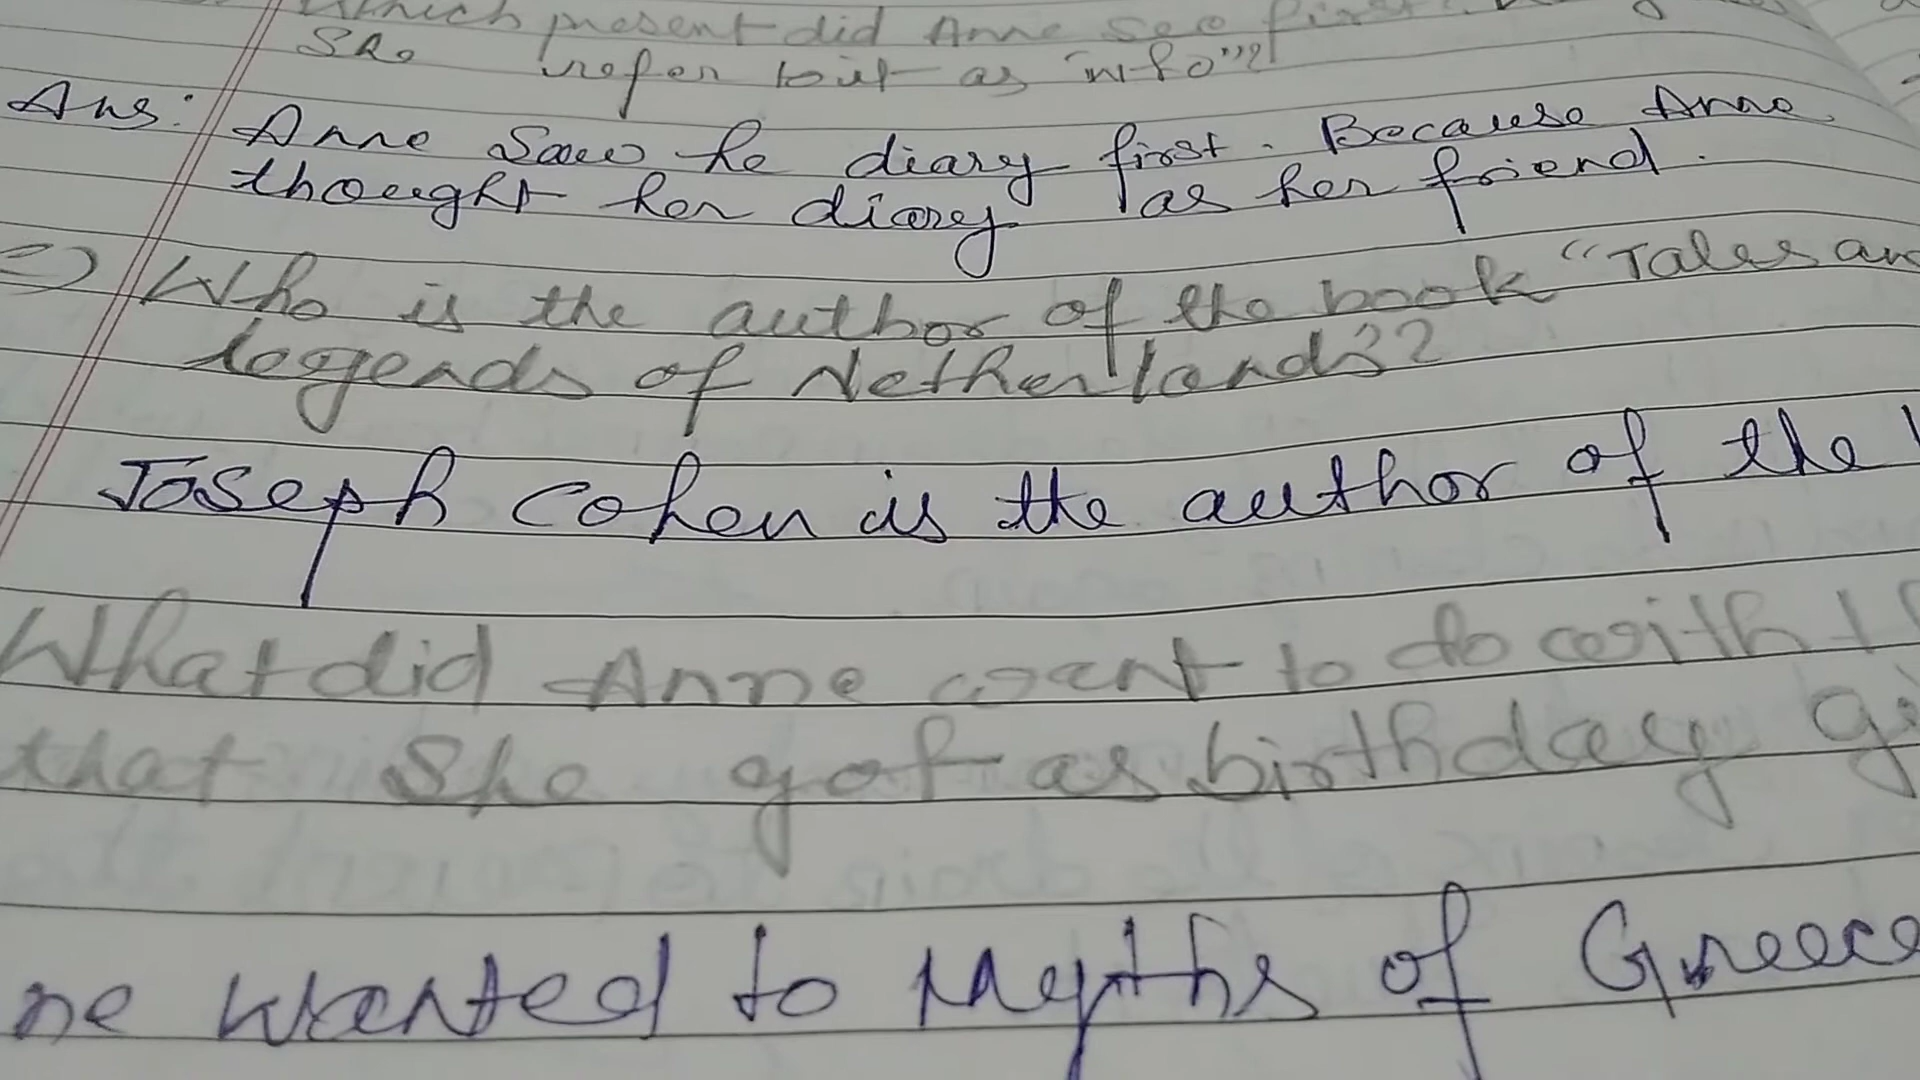 Which present did Anne see first.
She refer to it as "who"?
Ans: Anne Saw he diary first. Because Anne
thought her diary as her friend.
Who is the author of the book "Tales an
legends of Netherlands??
Joseph Cohen is the author of the
What did Anne want to do with t
that She got as birthday gi
ne wanted to Myths of Greece